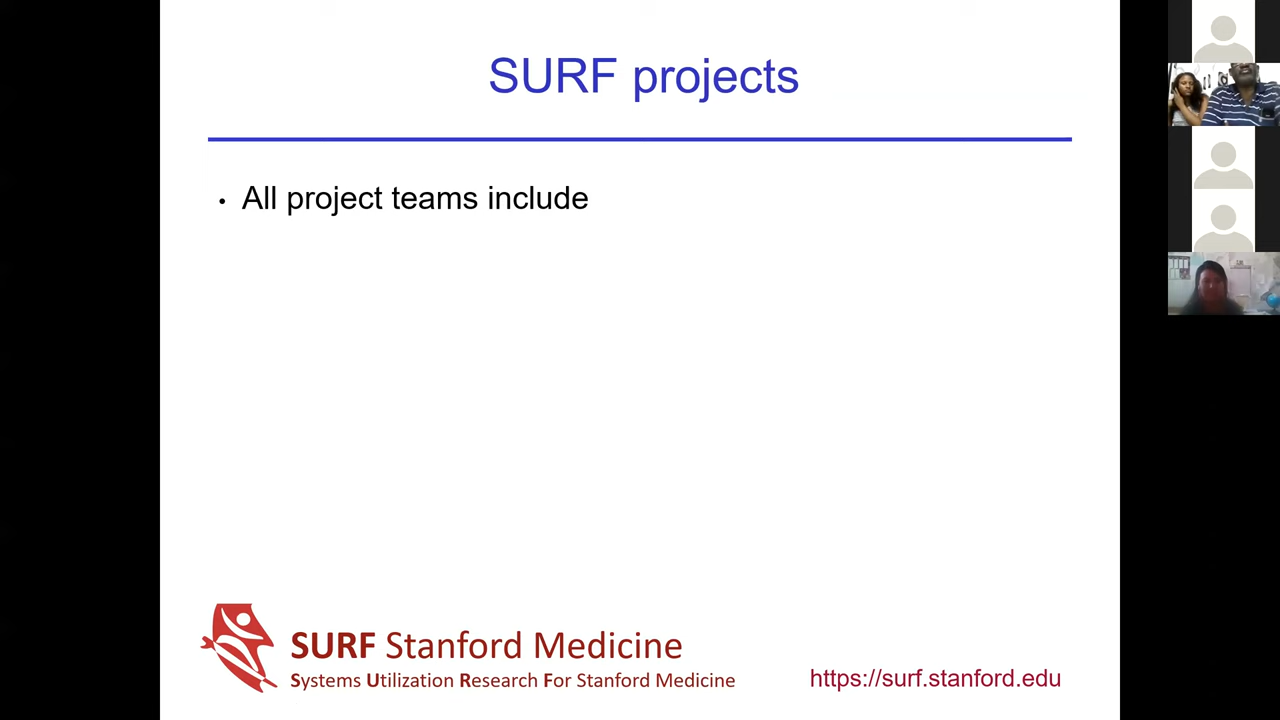 SURF projects
• All project teams include
SURF Stanford Medicine
Systems Utilization Research For Stanford Medicine
https://surf.stanford.edu